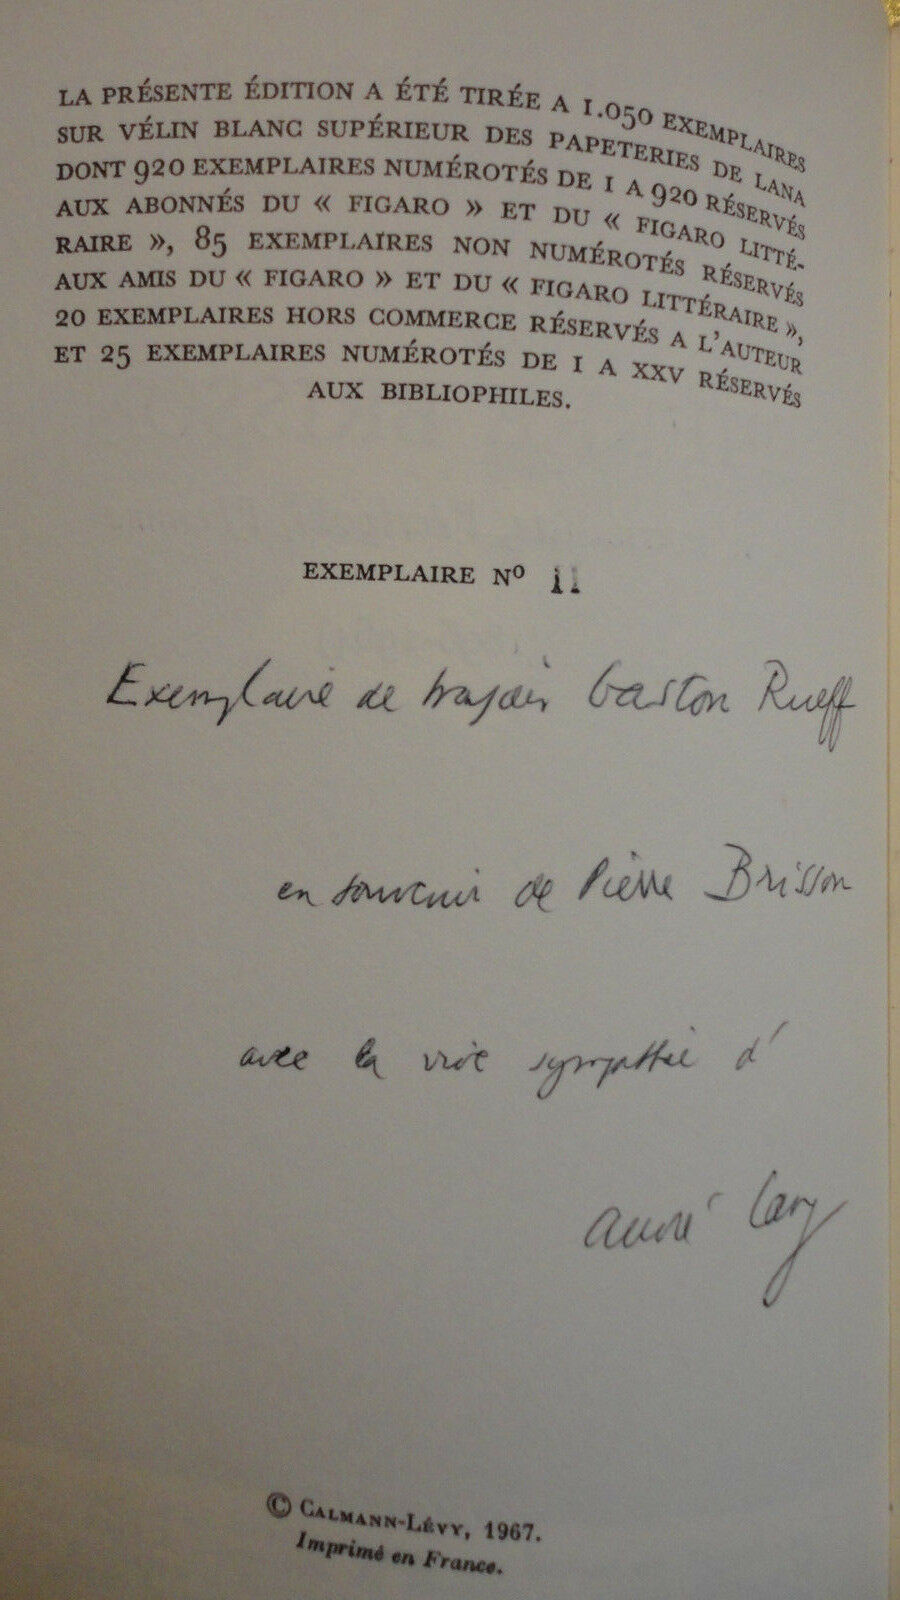 LA PRÉSENTE ÉDITION A ÉTÉ TIRÉE A 1.050 EXEMPLAIRES
SUR VÉLIN BLANC SUPÉRIEUR DES PAPETERIES DE LANA
DONT 920 EXEMPLAIRES NUMÉROTÉS DE 1 A 920 RÉSERVÉS
AUX ABONNÉS DU « FIGARO » ET DU « FIGARO LITTÉ-
RAIRE », 85 EXEMPLAIRES NON NUMÉROTÉS RÉSERVÉS
AUX AMIS DU « FIGARO » ET DU « FIGARO LITTÉRAIRE »,
20 EXEMPLAIRES HORS COMMERCE RÉSERVÉS A L'AUTEUR
ET 25 EXEMPLAIRES NUMÉROTÉS DE I A XXV RÉSERVÉS
AUX BIBLIOPHILES.
EXEMPLAIRE Nº 11
Exemplaire de Gaston Rueff
en souvenir de Pierre Brisson
avec la vive sympathie d'
André
© CALMANN-LÉVY, 1967.
Imprimé en France.